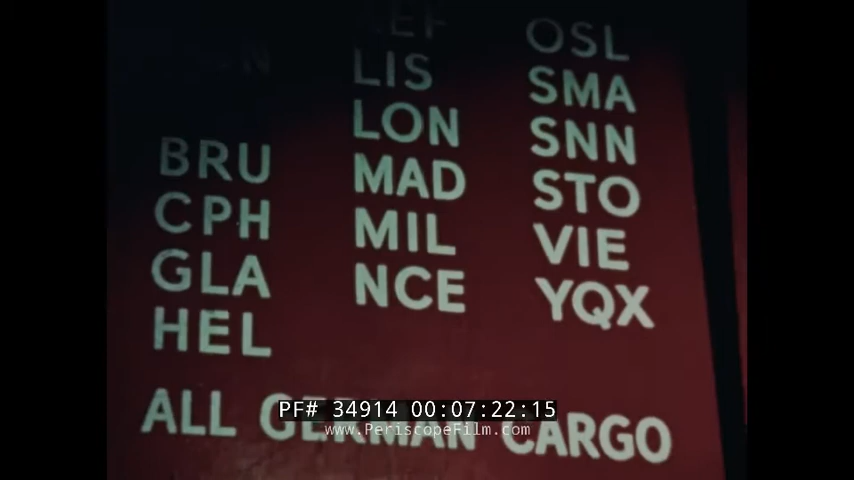 OSL
LIS
SMA
LON
SNN
BRU
MAD
STO
CPH
MIL
VIE
GLA
NCE
YQX
HEL
ALL GERMAN CARGO
PF# 34914 00:07:22:15
www.PeriscopeFilm.com